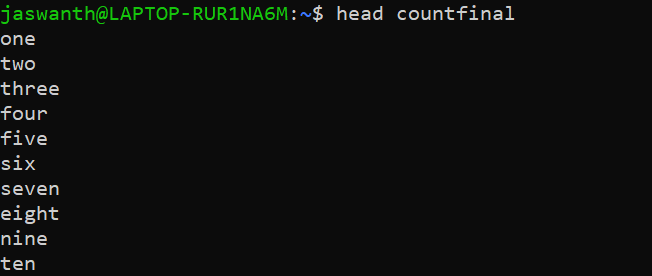 jaswanth@LAPTOP-RUR1NA6M:~$ head countfinal
one
two
three
four
five
six
seven
eight
nine
ten